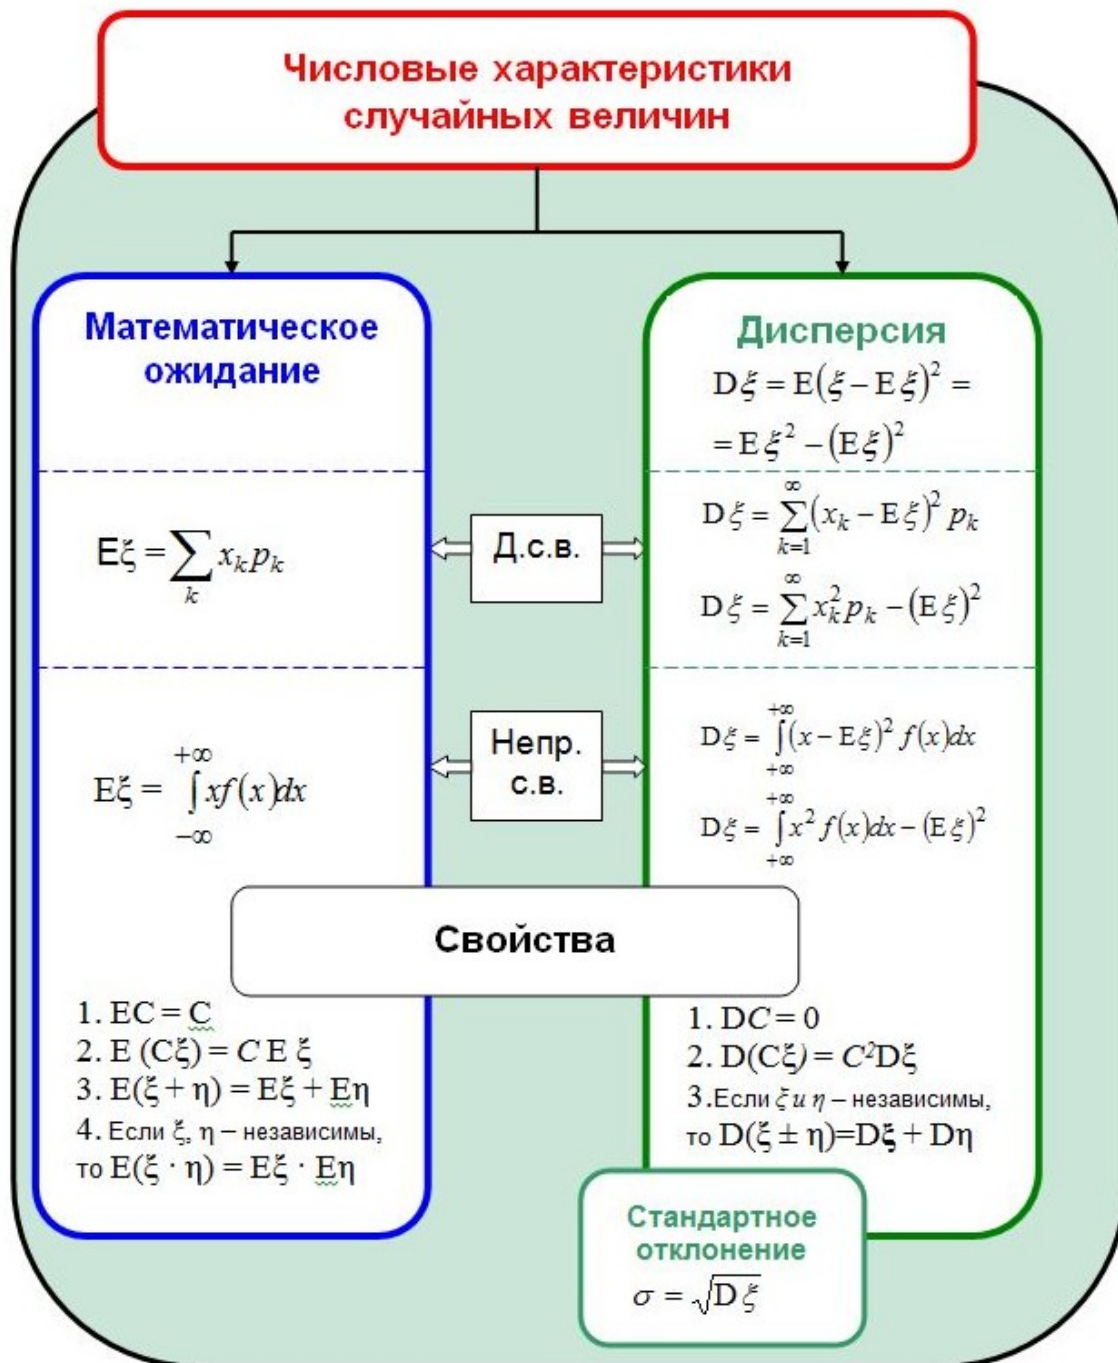 Числовые характеристики
случайных величин
Математическое
ожидание
Eξ = ∑ x_k p_k
k
+∞
Eξ = ∫ xf(x)dx
−∞
Д.с.в.
Непр.
с.в.
Дисперсия
Dξ = E(ξ − Eξ)² =
= Eξ² − (Eξ)²
∞
Dξ = ∑ (x_k − Eξ)² p_k
k=1
∞
Dξ = ∑ x_k² p_k − (Eξ)²
k=1
+∞
Dξ = ∫ (x − Eξ)² f(x)dx
+∞
+∞
Dξ = ∫ x² f(x)dx − (Eξ)²
+∞
Свойства
1. EC = C
2. E (Cξ) = C E ξ
3. E(ξ + η) = Eξ + Eη
4. Если ξ, η – независимы,
то E(ξ · η) = Eξ · Eη
1. DC = 0
2. D(Cξ) = C²Dξ
3.Если ξ и η – независимы,
то D(ξ ± η)=Dξ + Dη
Стандартное
отклонение
σ = √Dξ